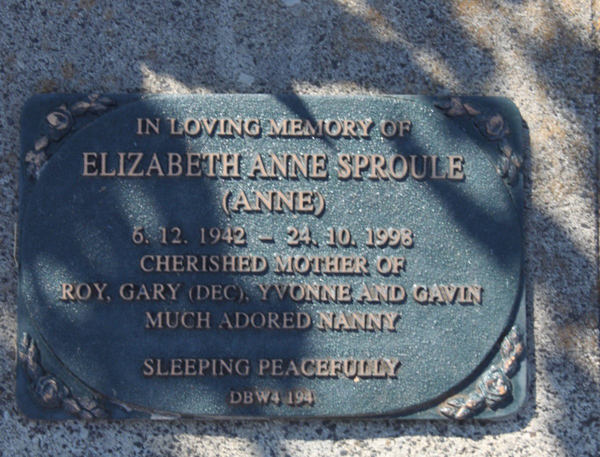 IN LOVING MEMORY OF
ELIZABETH ANNE SPROULE
(ANNE)
6. 12. 1942 – 24. 10. 1998
CHERISHED MOTHER OF
ROY, GARY (DEC), YVONNE AND GAVIN
MUCH ADORED NANNY
SLEEPING PEACEFULLY
DBW4 194